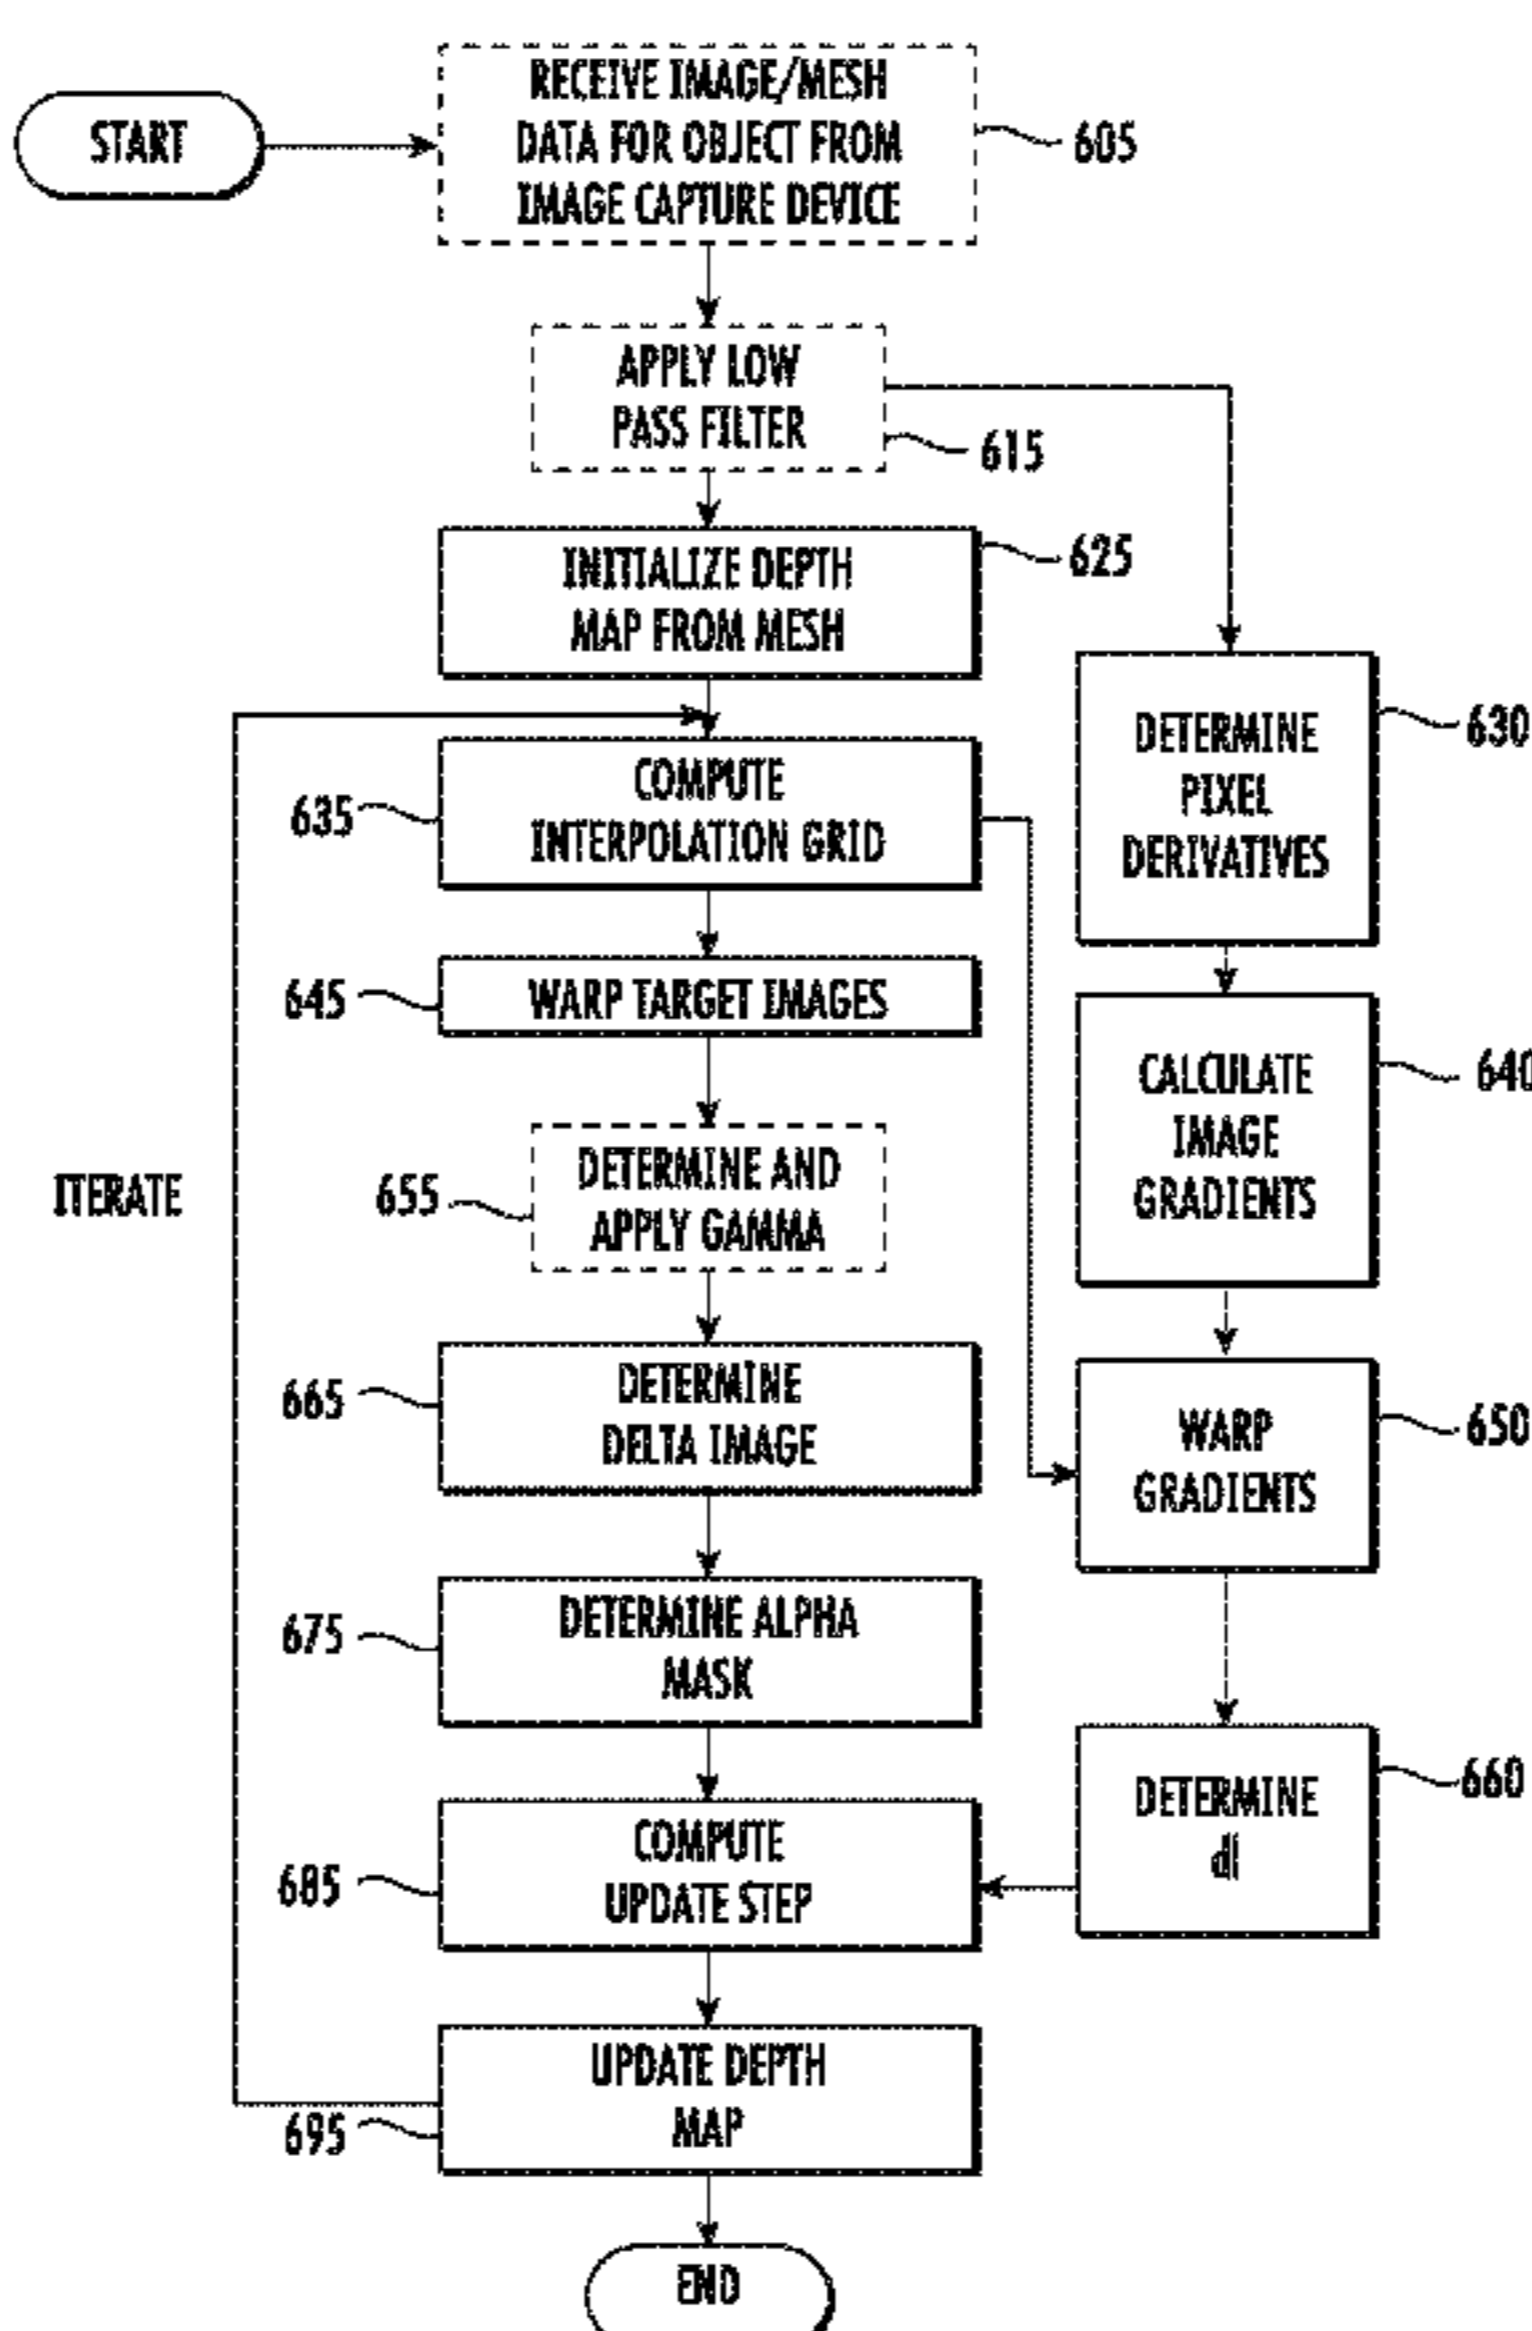 START
RECEIVE IMAGE/MESH
DATA FOR OBJECT FROM
IMAGE CAPTURE DEVICE
605
APPLY LOW
PASS FILTER
615
INITIALIZE DEPTH
MAP FROM MESH
625
DETERMINE
PIXEL
DERIVATIVES
630
COMPUTE
INTERPOLATION GRID
635
WARP TARGET IMAGES
645
CALCULATE
IMAGE
GRADIENTS
640
ITERATE
DETERMINE AND
APPLY GAMMA
655
DETERMINE
DELTA IMAGE
665
WARP
GRADIENTS
650
DETERMINE ALPHA
MASK
675
DETERMINE
dI
660
COMPUTE
UPDATE STEP
685
UPDATE DEPTH
MAP
695
END